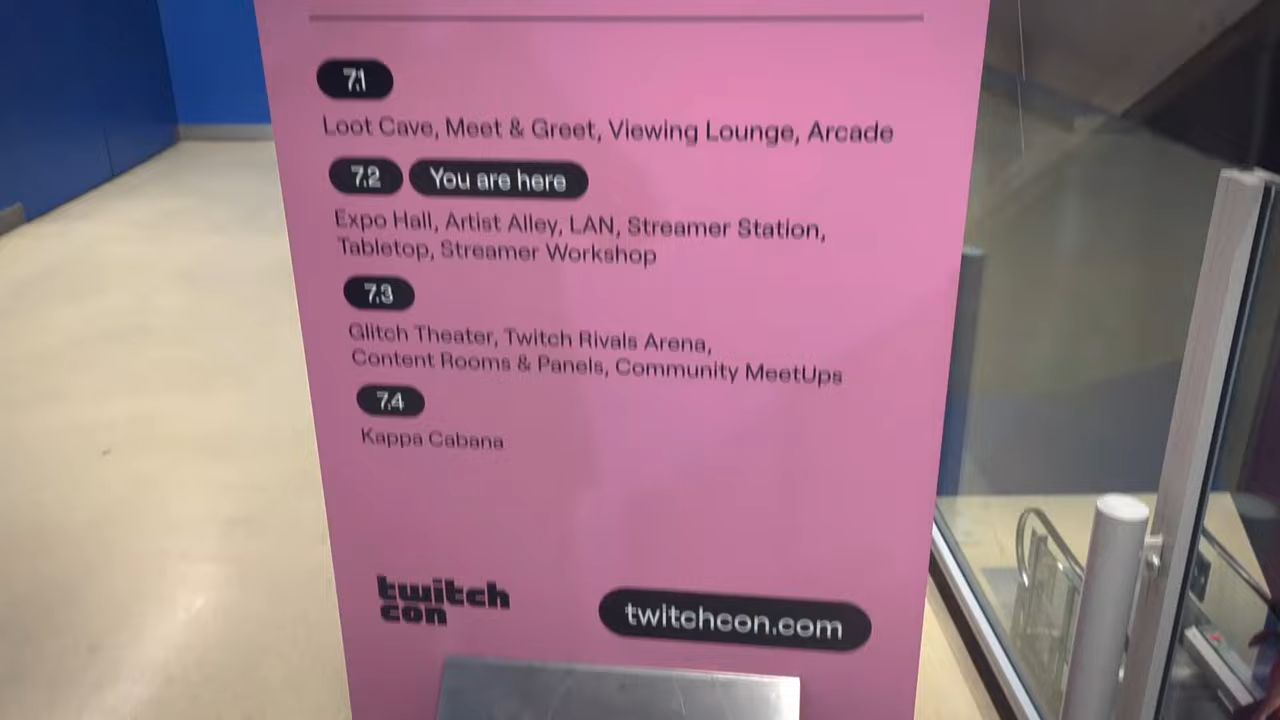 7.1
Loot Cave, Meet & Greet, Viewing Lounge, Arcade
7.2 You are here
Expo Hall, Artist Alley, LAN, Streamer Station,
Tabletop, Streamer Workshop
7.3
Glitch Theater, Twitch Rivals Arena,
Content Rooms & Panels, Community MeetUps
7.4
Kappa Cabana
twitch
con
twitchcon.com